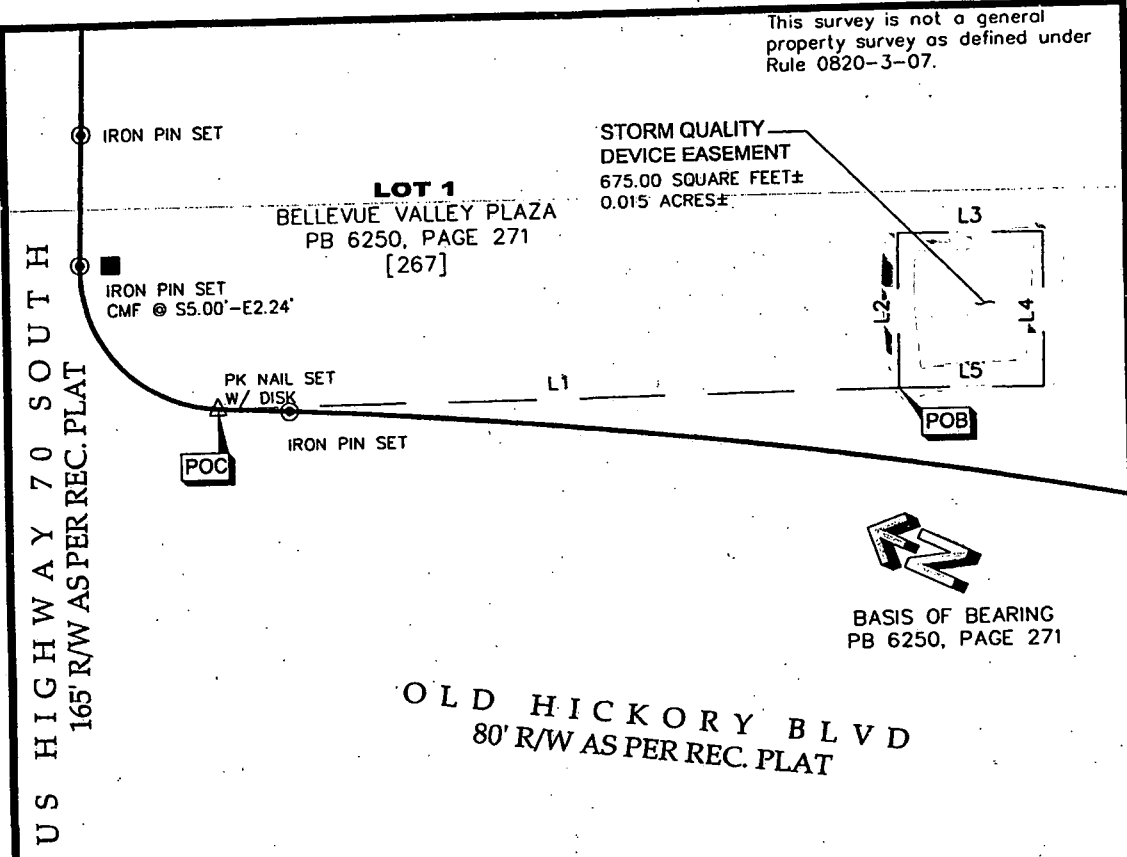 This survey is not a general
property survey as defined under
Rule 0820-3-07.
IRON PIN SET
STORM QUALITY
DEVICE EASEMENT
675.00 SQUARE FEET±
0.015 ACRES±
LOT 1
BELLEVUE VALLEY PLAZA
PB 6250, PAGE 271
[267]
IRON PIN SET
CMF @ S5.00'-E2.24'
L3
L2
L4
L5
L1
PK NAIL SET
W/ DISK
IRON PIN SET
POC
POB
US HIGHWAY 70 SOUTH
165' R/W AS PER REC. PLAT
BASIS OF BEARING
PB 6250, PAGE 271
OLD HICKORY BLVD
80' R/W AS PER REC. PLAT